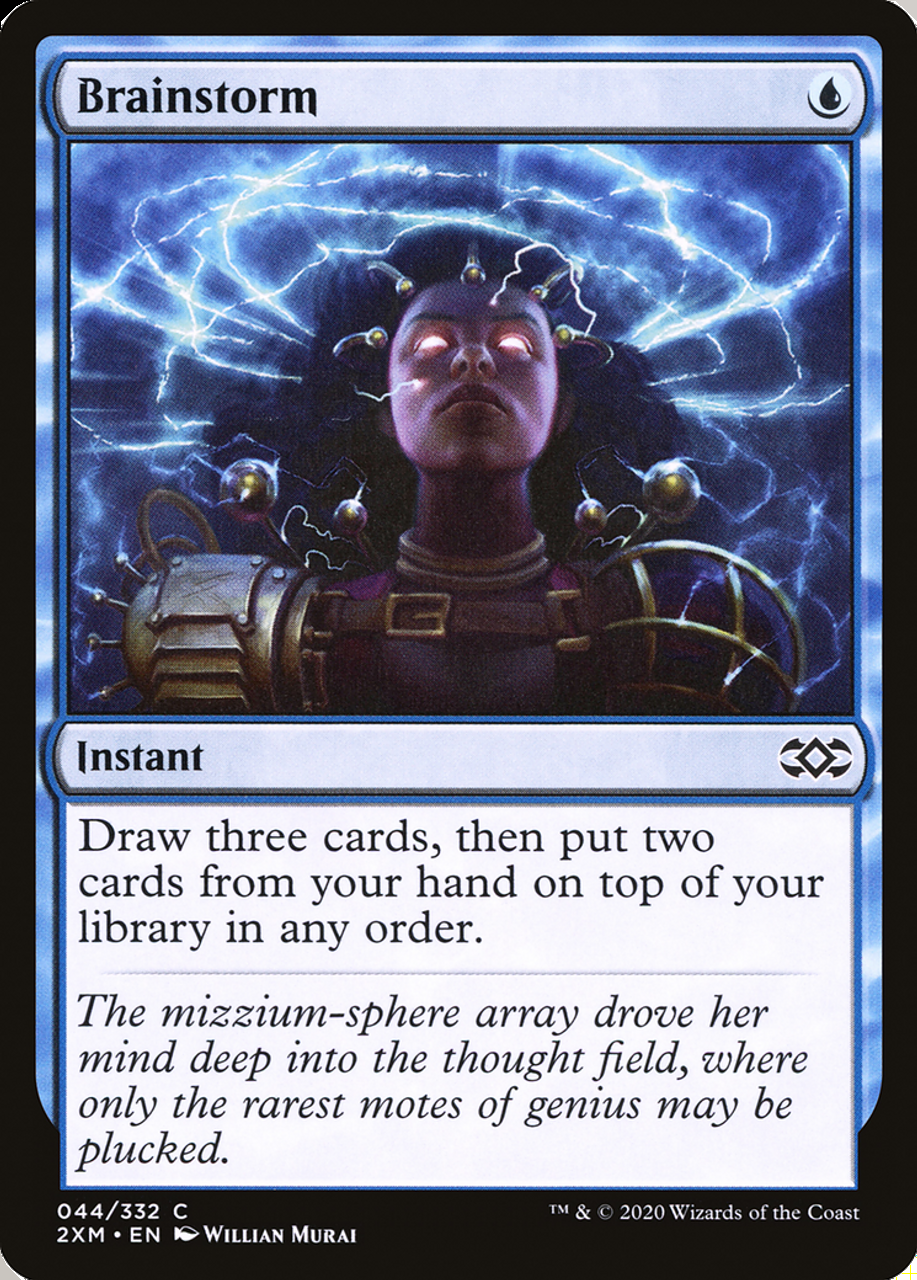 Brainstorm
Instant
Draw three cards, then put two
cards from your hand on top of your
library in any order.
The mizzium-sphere array drove her
mind deep into the thought field, where
only the rarest motes of genius may be
plucked.
044/332 C
™ & © 2020 Wizards of the Coast
2XM • EN Willian Murai